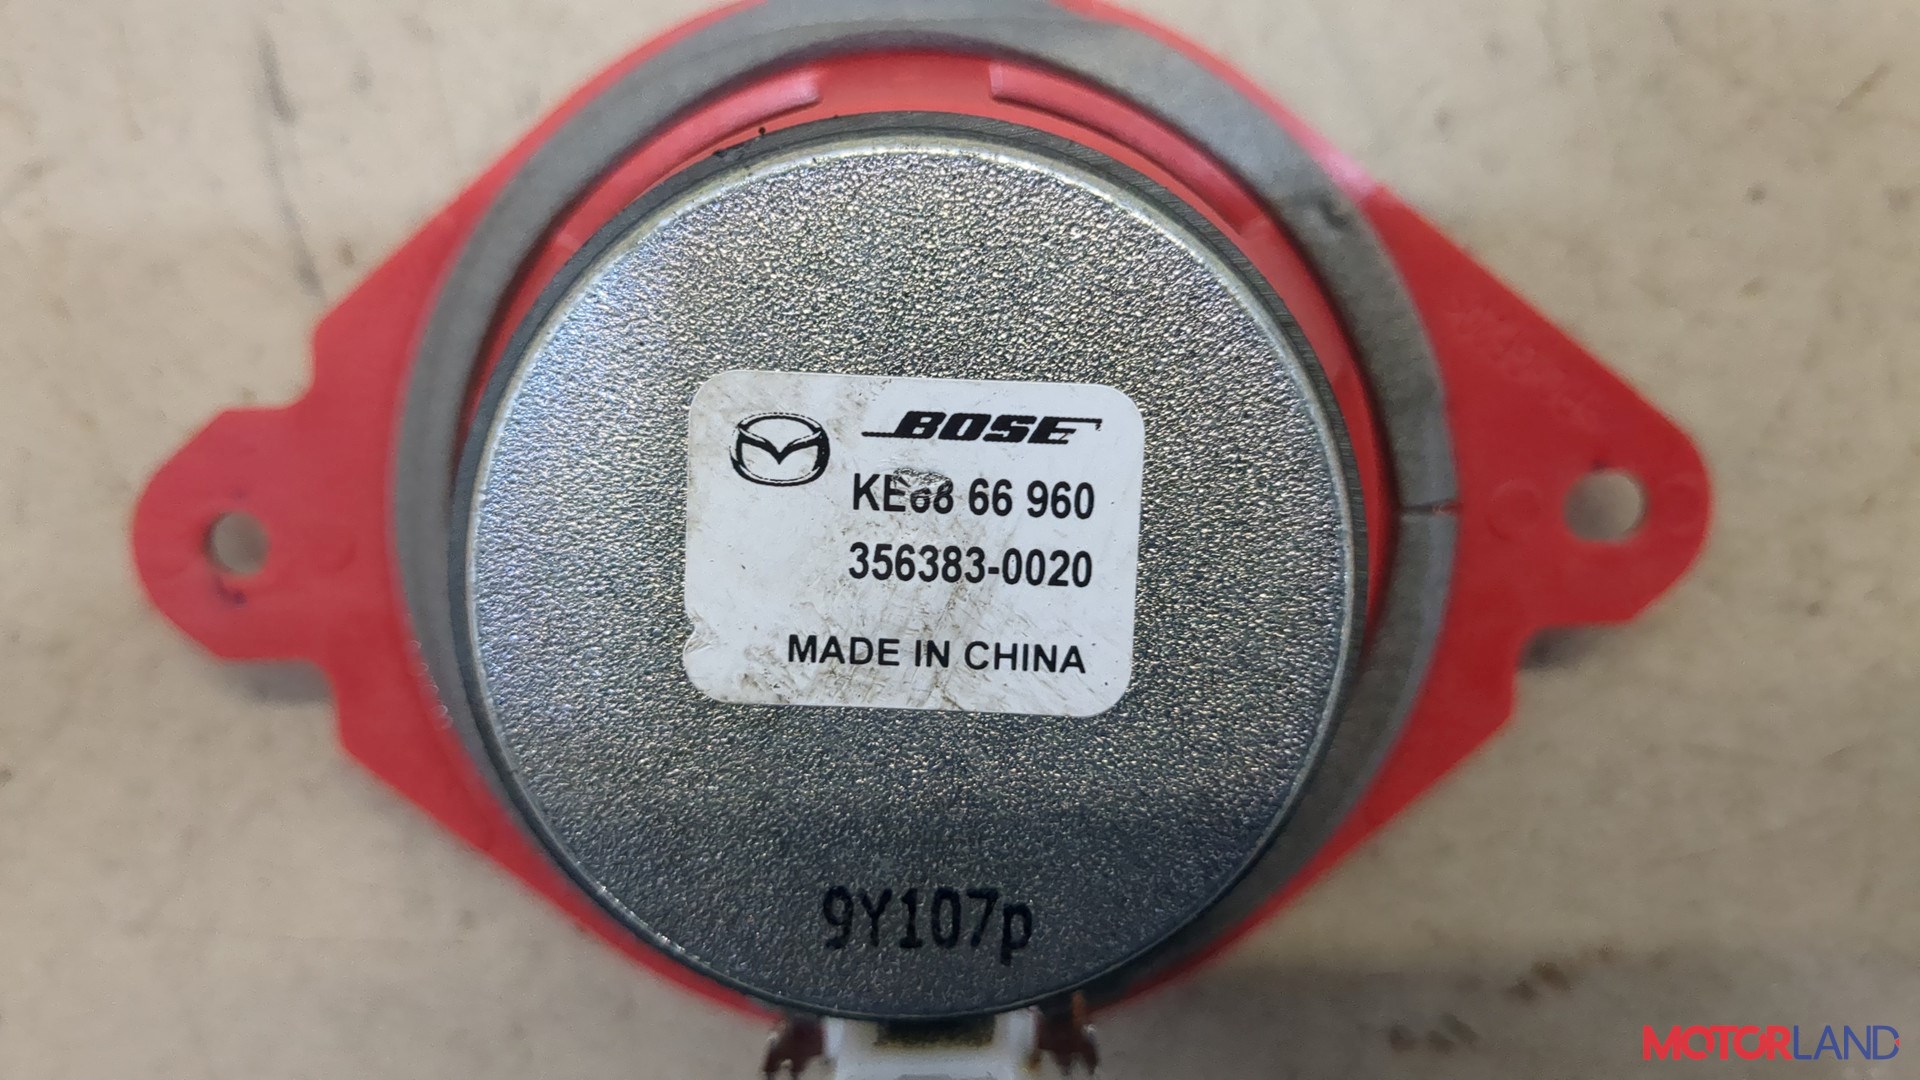 BOSE
KE68 66 960
356383-0020
MADE IN CHINA
9Y107p
MOTORLAND